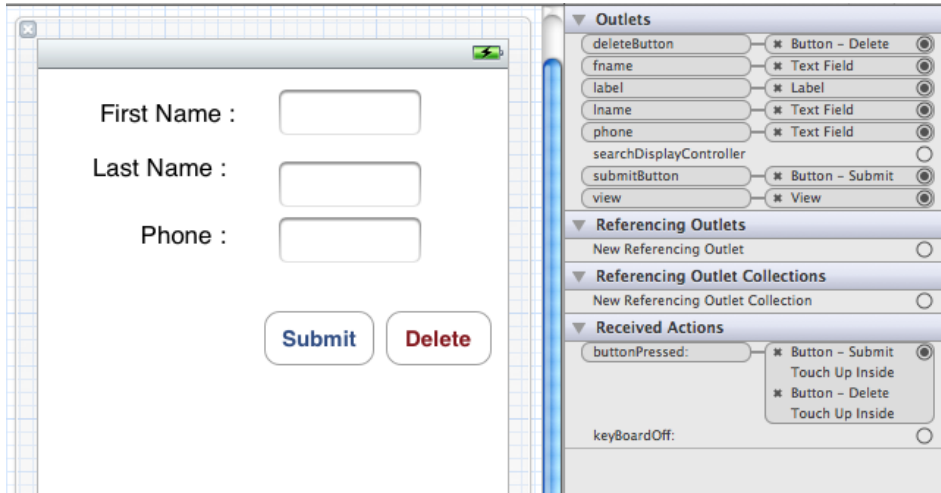 First Name :
Last Name :
Phone :
Submit Delete
Outlets
deleteButton Button - Delete
fname Text Field
label Label
lname Text Field
phone Text Field
searchDisplayController
submitButton Button - Submit
view View
Referencing Outlets
New Referencing Outlet
Referencing Outlet Collections
New Referencing Outlet Collection
Received Actions
buttonPressed: Button - Submit
Touch Up Inside
Button - Delete
Touch Up Inside
keyBoardOff: